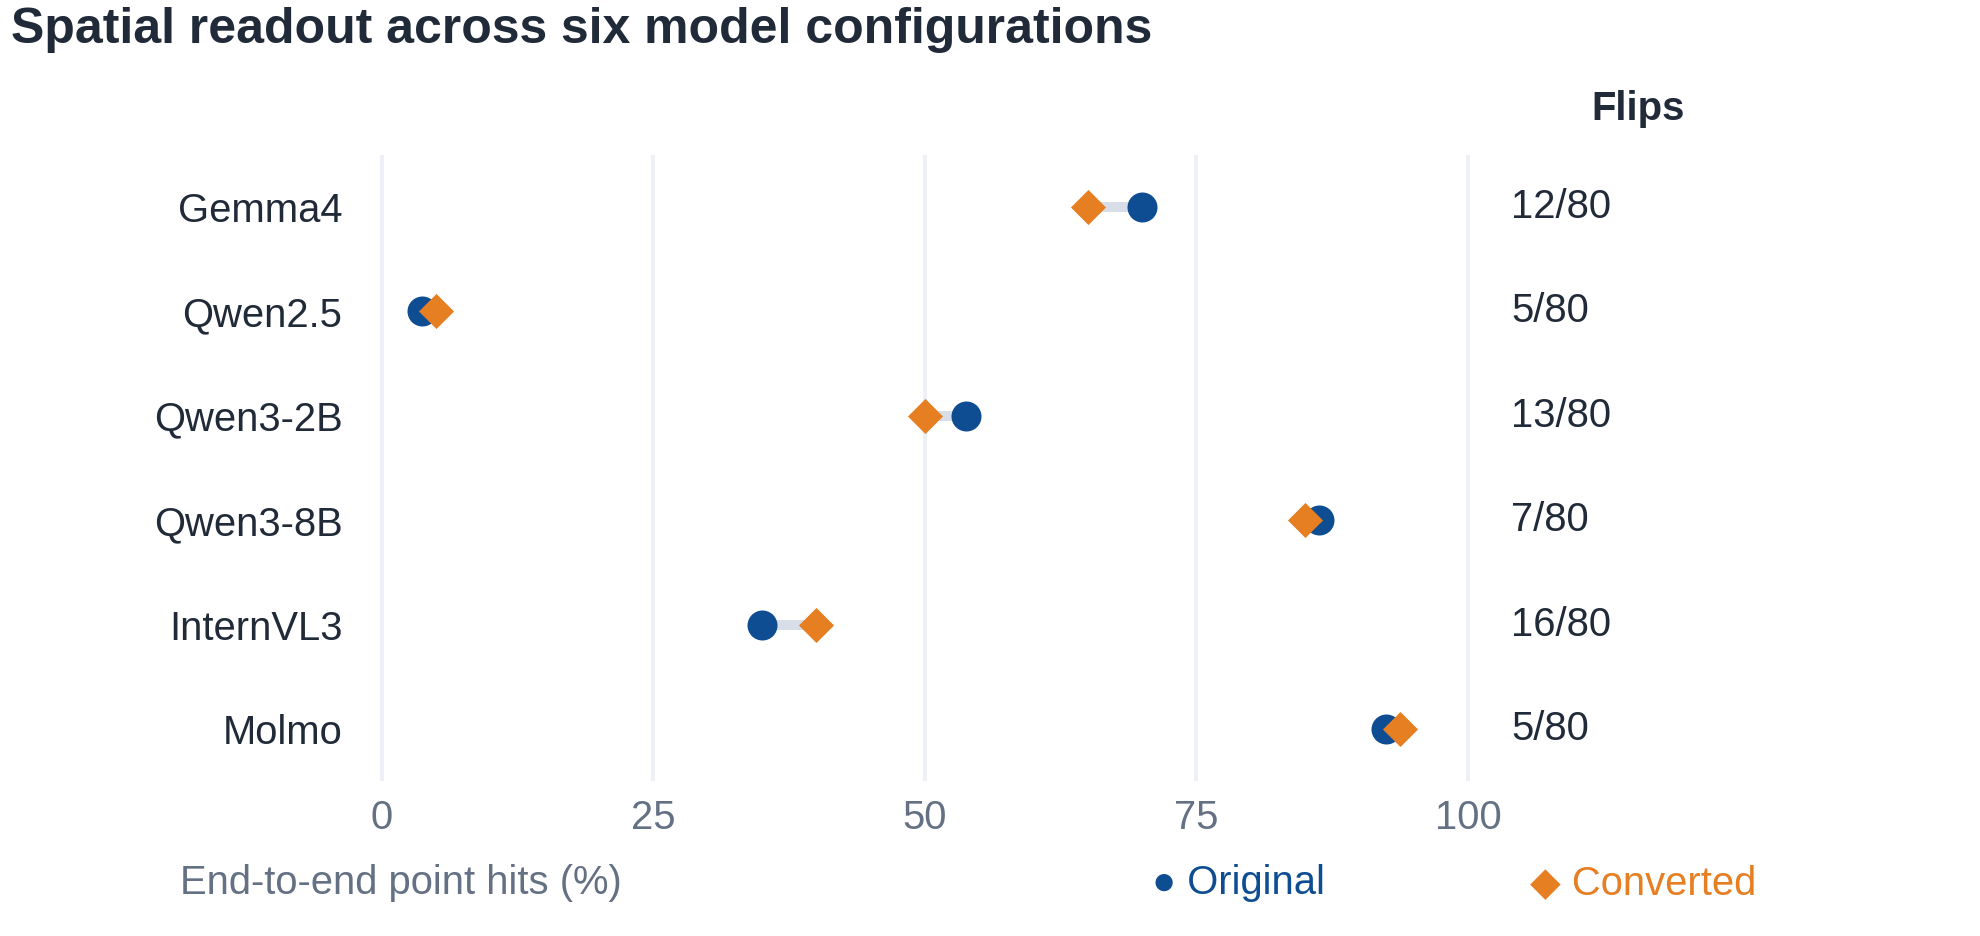 Spatial readout across six model configurations
Flips
Gemma4 12/80
Qwen2.5 5/80
Qwen3-2B 13/80
Qwen3-8B 7/80
InternVL3 16/80
Molmo 5/80
0 25 50 75 100
End-to-end point hits (%) Original Converted